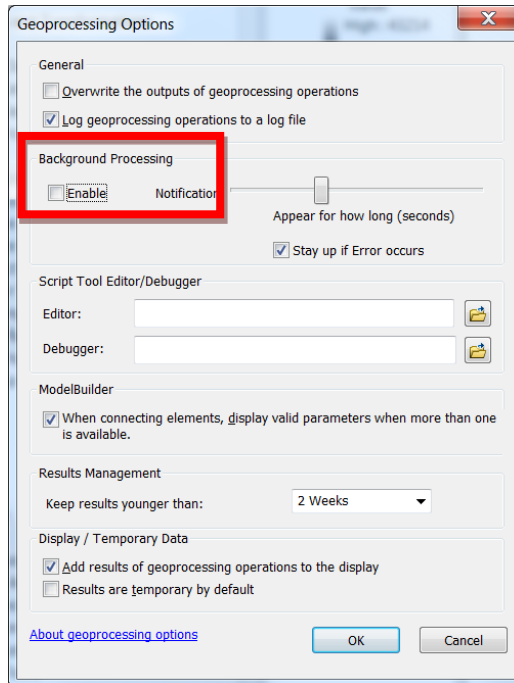 Geoprocessing Options
General
Overwrite the outputs of geoprocessing operations
Log geoprocessing operations to a log file
Background Processing
Enable Notification
Appear for how long (seconds)
Stay up if Error occurs
Script Tool Editor/Debugger
Editor:
Debugger:
ModelBuilder
When connecting elements, display valid parameters when more than one
is available.
Results Management
Keep results younger than: 2 Weeks
Display / Temporary Data
Add results of geoprocessing operations to the display
Results are temporary by default
About geoprocessing options OK Cancel